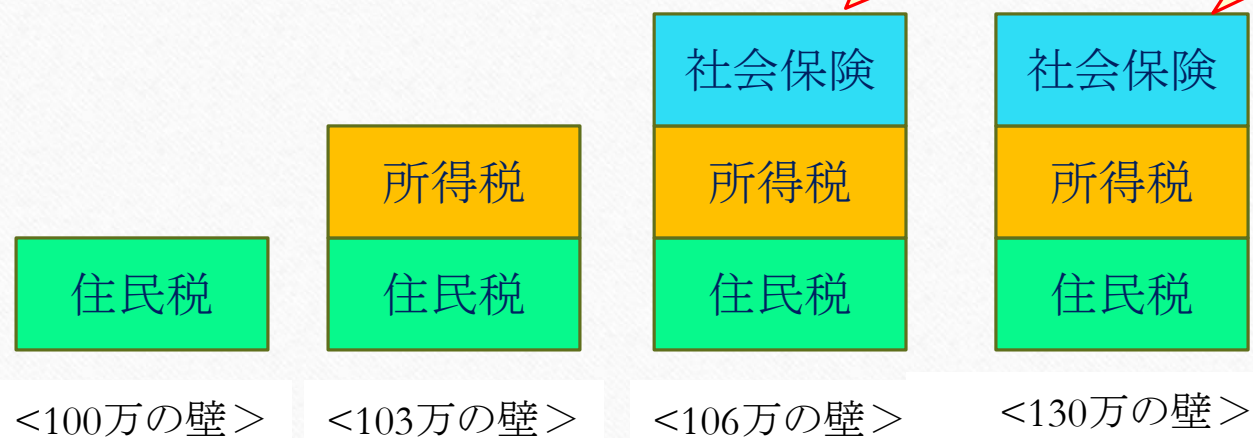 社会保険 社会保険
所得税 所得税 所得税
住民税 住民税 住民税 住民税
<100万の壁> <103万の壁> <106万の壁> <130万の壁>